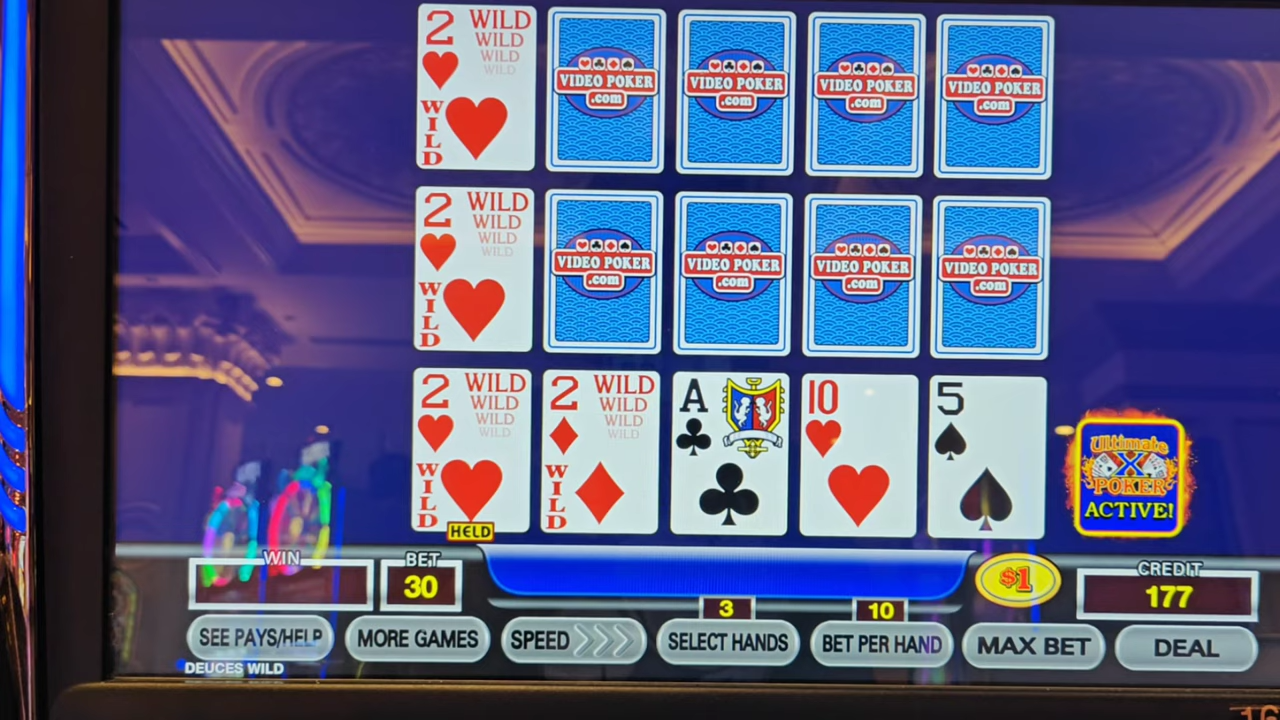 2 WILD
WILD
WILD
WILD
WILD
VIDEO POKER
.com
VIDEO POKER
.com
VIDEO POKER
.com
VIDEO POKER
.com
2 WILD
WILD
WILD
WILD
WILD
VIDEO POKER
.com
VIDEO POKER
.com
VIDEO POKER
.com
VIDEO POKER
.com
2 WILD
WILD
WILD
WILD
WILD
HELD
2 WILD
WILD
WILD
WILD
WILD
A
10
5
Ultimate
X
POKER
ACTIVE!
WIN
BET
30
3
10
$1
CREDIT
177
SEE PAYS/HELP
MORE GAMES
SPEED
SELECT HANDS
BET PER HAND
MAX BET
DEAL
DEUCES WILD